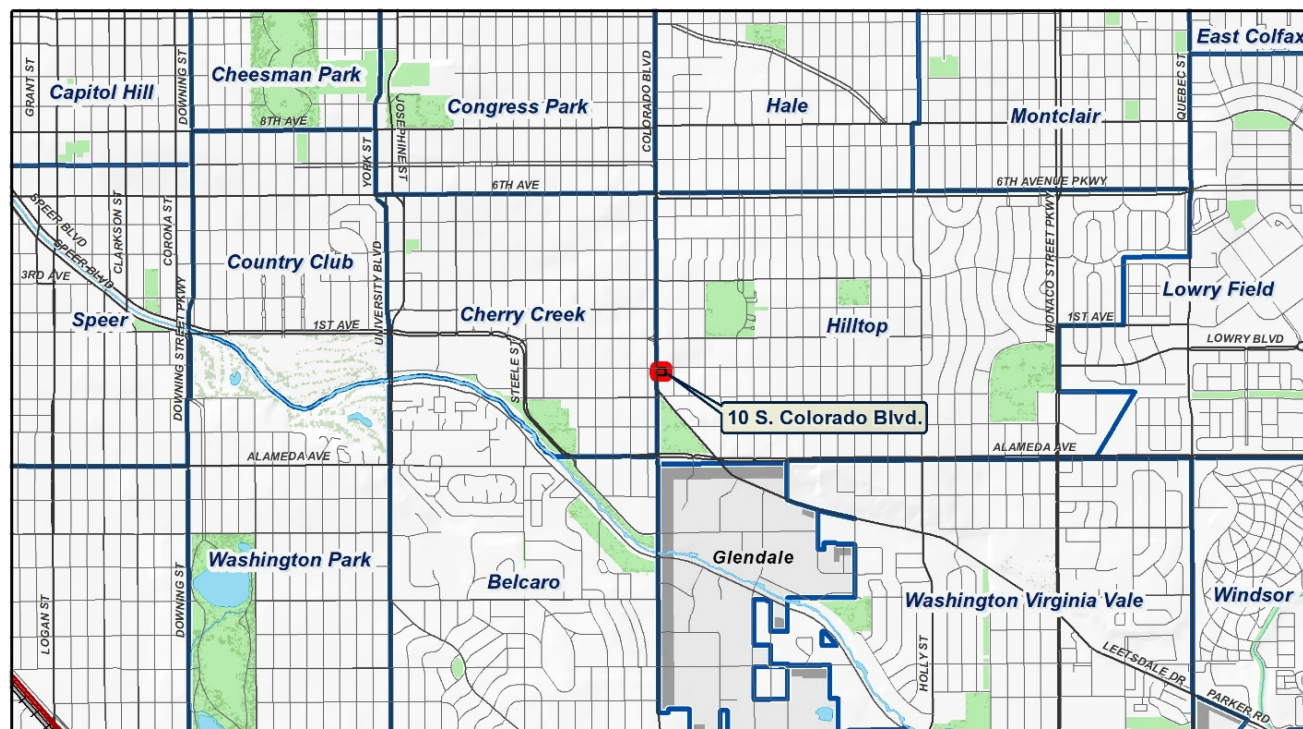 East Colfax
Cheesman Park
Capitol Hill
Congress Park
Hale
Montclair
GRANT ST
DOWNING ST
JOSEPHINE ST
COLORADO BLVD
QUEBEC ST
8TH AVE
YORK ST
6TH AVE
6TH AVENUE PKWY
SPEER BLVD
SPEER BLVD
CLARKSON ST
CORONA ST
3RD AVE
Country Club
UNIVERSITY BLVD
MONACO STREET PKWY
Lowry Field
Speer
DOWNING STREET PKWY
1ST AVE
Cherry Creek
STEELE ST
Hilltop
1ST AVE
LOWRY BLVD
10 S. Colorado Blvd.
ALAMEDA AVE
ALAMEDA AVE
Washington Park
Belcaro
Glendale
Washington Virginia Vale
Windsor
LOGAN ST
DOWNING ST
HOLLY ST
LEETSDALE DR
PARKER RD